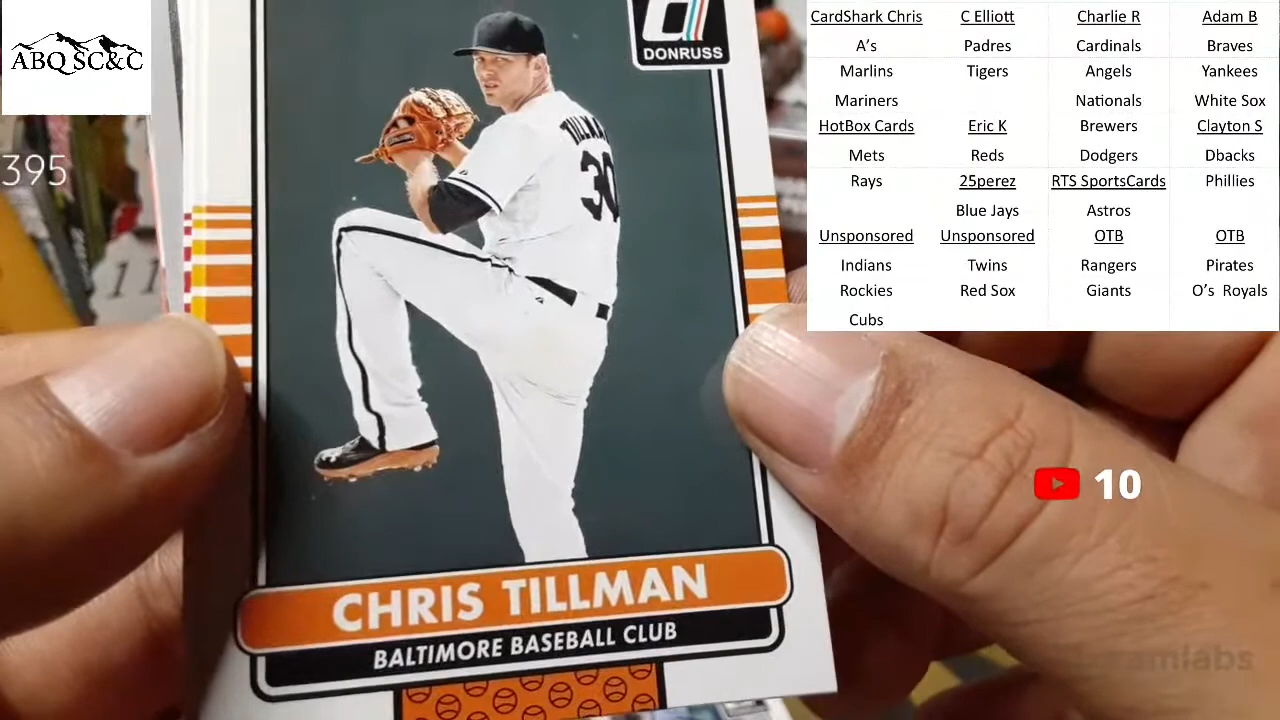 ABQ SC&C
395
DONRUSS
TILLMAN
30
CHRIS TILLMAN
BALTIMORE BASEBALL CLUB
CardShark Chris C Elliott Charlie R Adam B
A's Padres Cardinals Braves
Marlins Tigers Angels Yankees
Mariners Nationals White Sox
HotBox Cards Eric K Brewers Clayton S
Mets Reds Dodgers Dbacks
Rays 25perez RTS SportsCards Phillies
Blue Jays Astros
Unsponsored Unsponsored OTB OTB
Indians Twins Rangers Pirates
Rockies Red Sox Giants O's Royals
Cubs
10